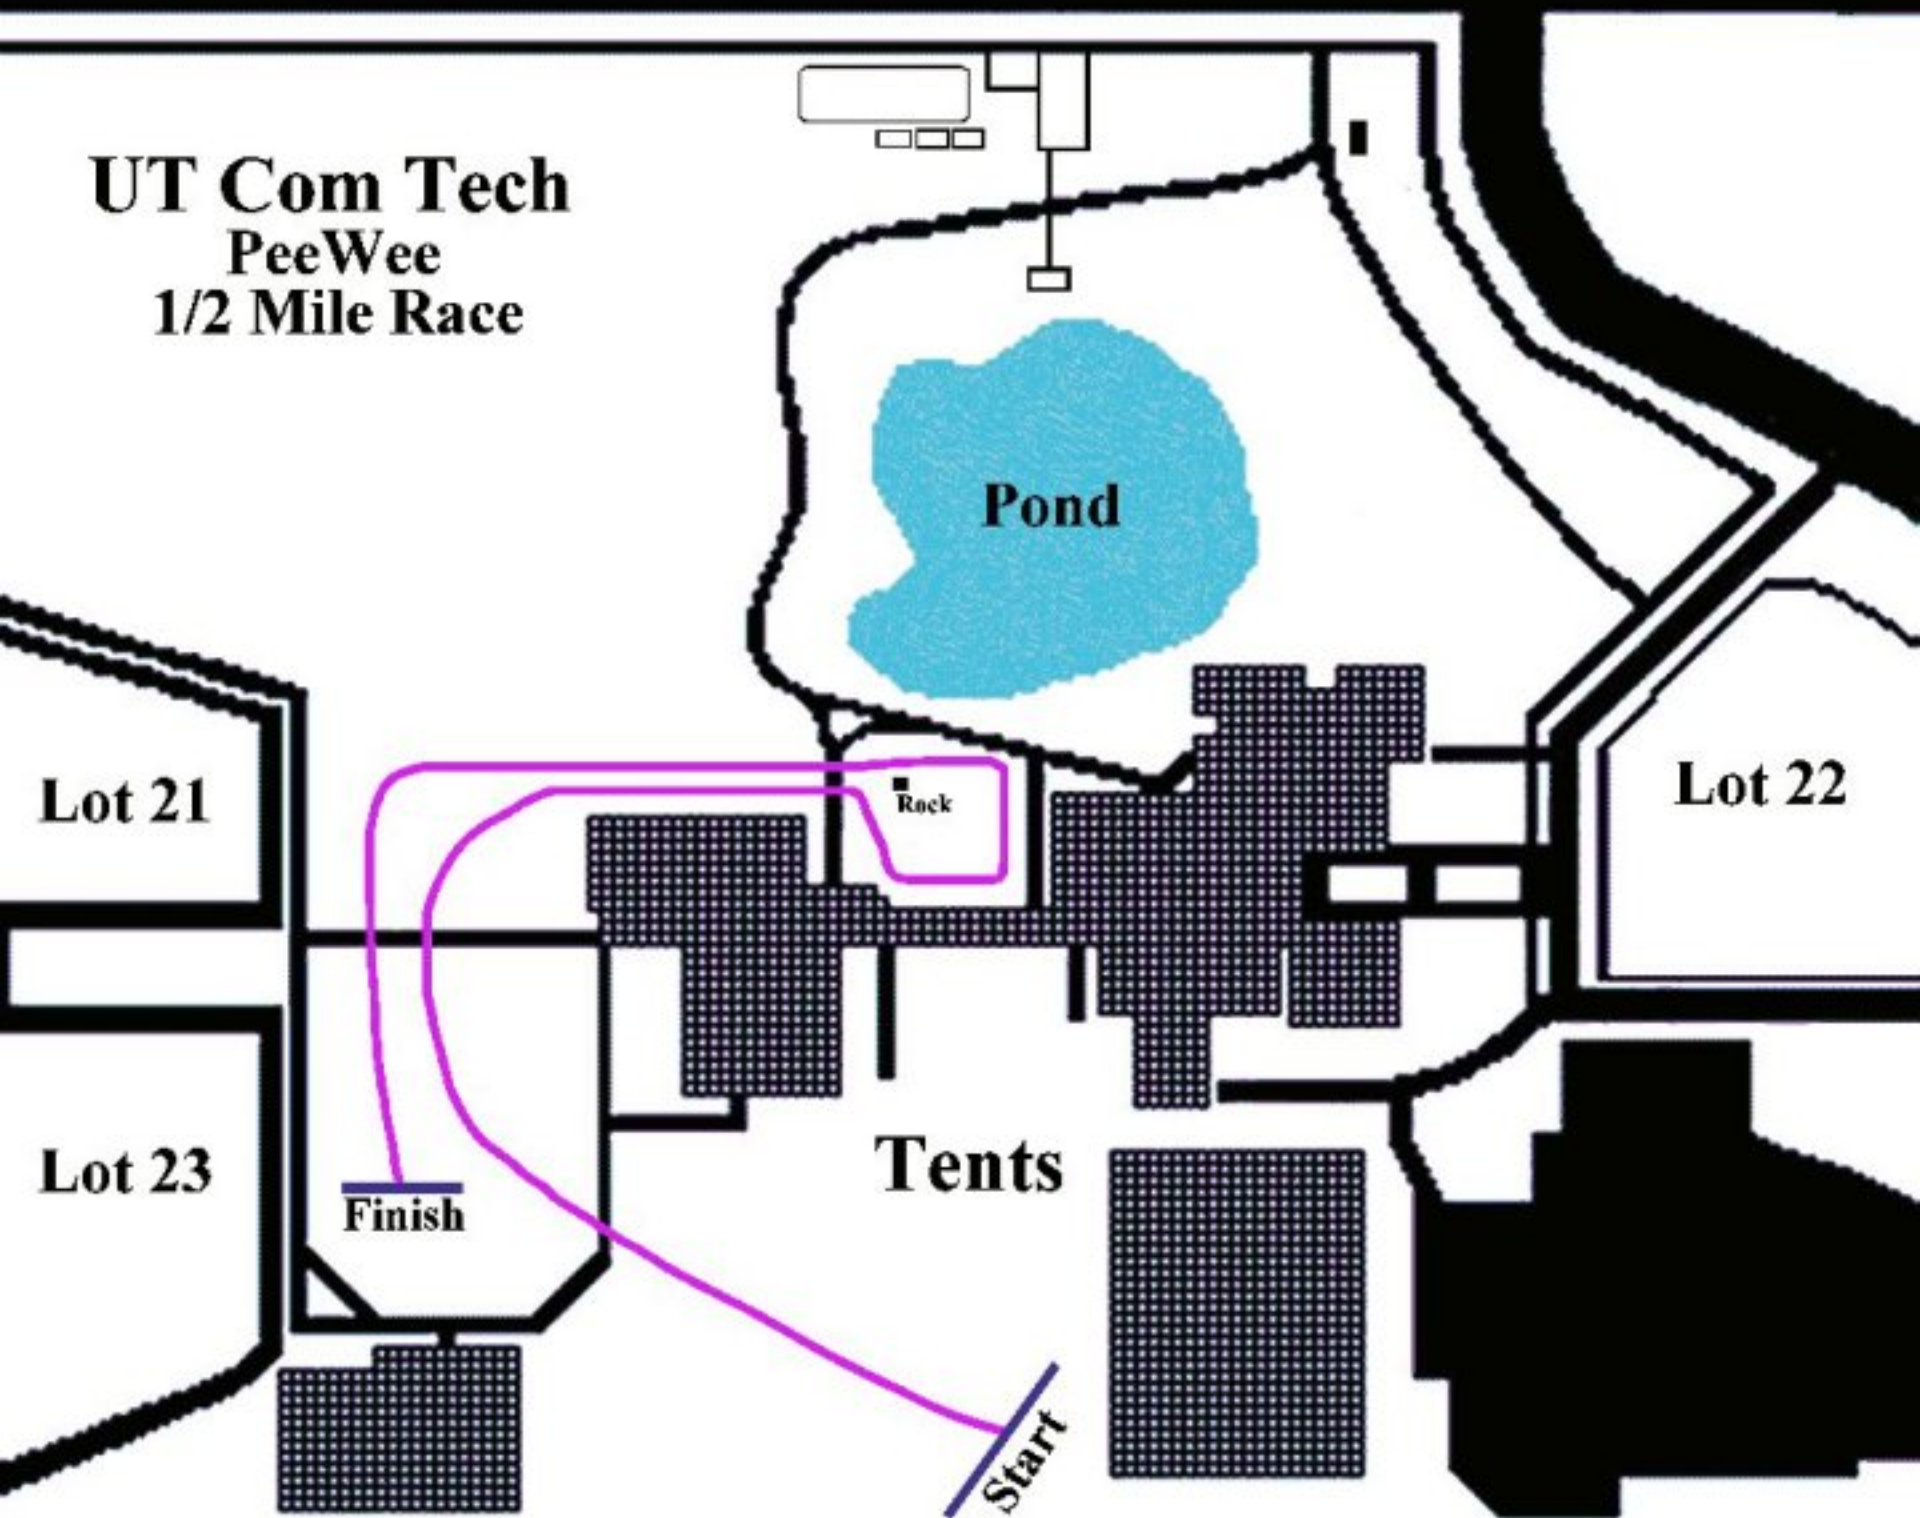 UT Com Tech
PeeWee
1/2 Mile Race
Pond
Lot 21
Rock
Lot 22
Lot 23
Tents
Finish
Start